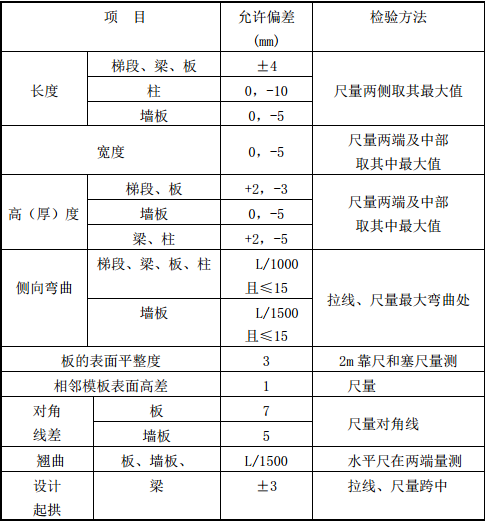 项 目 允许偏差 检验方法
(mm)
长度 梯段、梁、板 ±4 尺量两侧取其最大值
柱 0，-10
墙板 0，-5
宽度 0，-5 尺量两端及中部
取其中最大值
高（厚）度 梯段、板 +2，-3 尺量两端及中部
取其中最大值
墙板 0，-5
梁、柱 +2，-5
侧向弯曲 梯段、梁、板、柱 L/1000
且≤15 拉线、尺量最大弯曲处
墙板 L/1500
且≤15
板的表面平整度 3 2m 靠尺和塞尺量测
相邻模板表面高差 1 尺量
对角
线差 板 7 尺量对角线
墙板 5
翘曲 板、墙板、 L/1500 水平尺在两端量测
设计
起拱 梁 ±3 拉线、尺量跨中